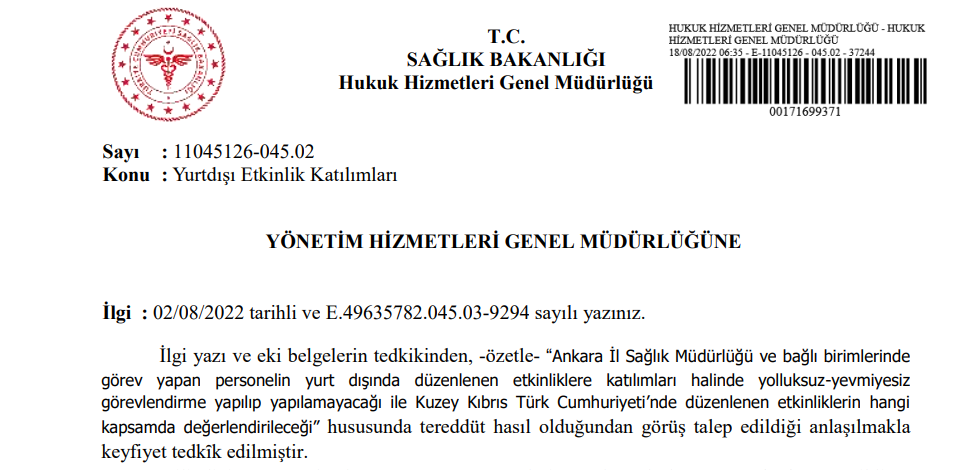 T.C.
SAĞLIK BAKANLIĞI
Hukuk Hizmetleri Genel Müdürlüğü
HUKUK HİZMETLERİ GENEL MÜDÜRLÜĞÜ - HUKUK
HİZMETLERİ GENEL MÜDÜRLÜĞÜ
18/08/2022 06:35 - E-11045126 - 045.02 - 37244
00171699371
Sayı : 11045126-045.02
Konu : Yurtdışı Etkinlik Katılımları
YÖNETİM HİZMETLERİ GENEL MÜDÜRLÜĞÜNE
İlgi : 02/08/2022 tarihli ve E.49635782.045.03-9294 sayılı yazınız.
İlgi yazı ve eki belgelerin tedkikinden, -özetle- “Ankara İl Sağlık Müdürlüğü ve bağlı birimlerinde
görev yapan personelin yurt dışında düzenlenen etkinliklere katılımları halinde yolluksuz-yevmiyesiz
görevlendirme yapılıp yapılamayacağı ile Kuzey Kıbrıs Türk Cumhuriyeti’nde düzenlenen etkinliklerin hangi
kapsamda değerlendirileceği” hususunda tereddüt hasıl olduğundan görüş talep edildiği anlaşılmakla
keyfiyet tedkîk edilmiştir.